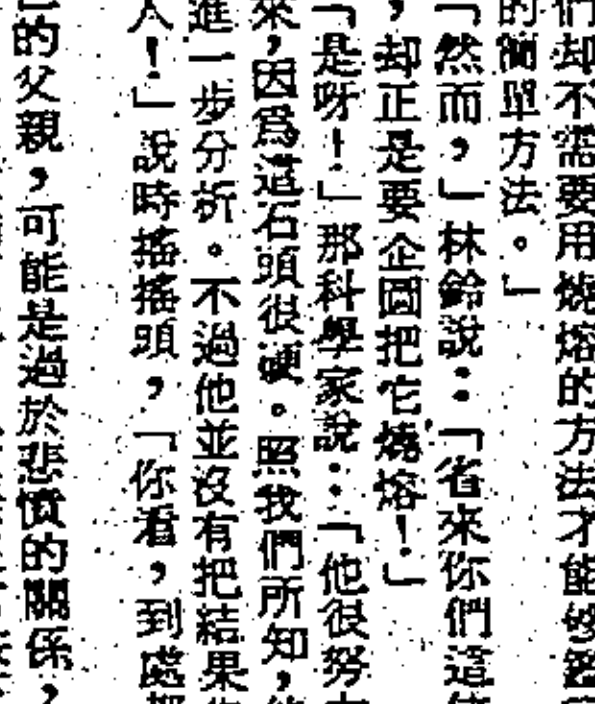 們却不需要用燒熔的方法才能够鑑
的簡單方法。」
「然而，」林鈴說：「省來你們這
，却正是要企圖把它燒熔！」
「是呀！」那科學家說：「他很努力
來，因爲這石頭很硬。照我們所知，
進一步分析。不過他並沒有把結果
人！」說時搖搖頭，「你看，到處都
的父親，可能是過於悲憤的關係，